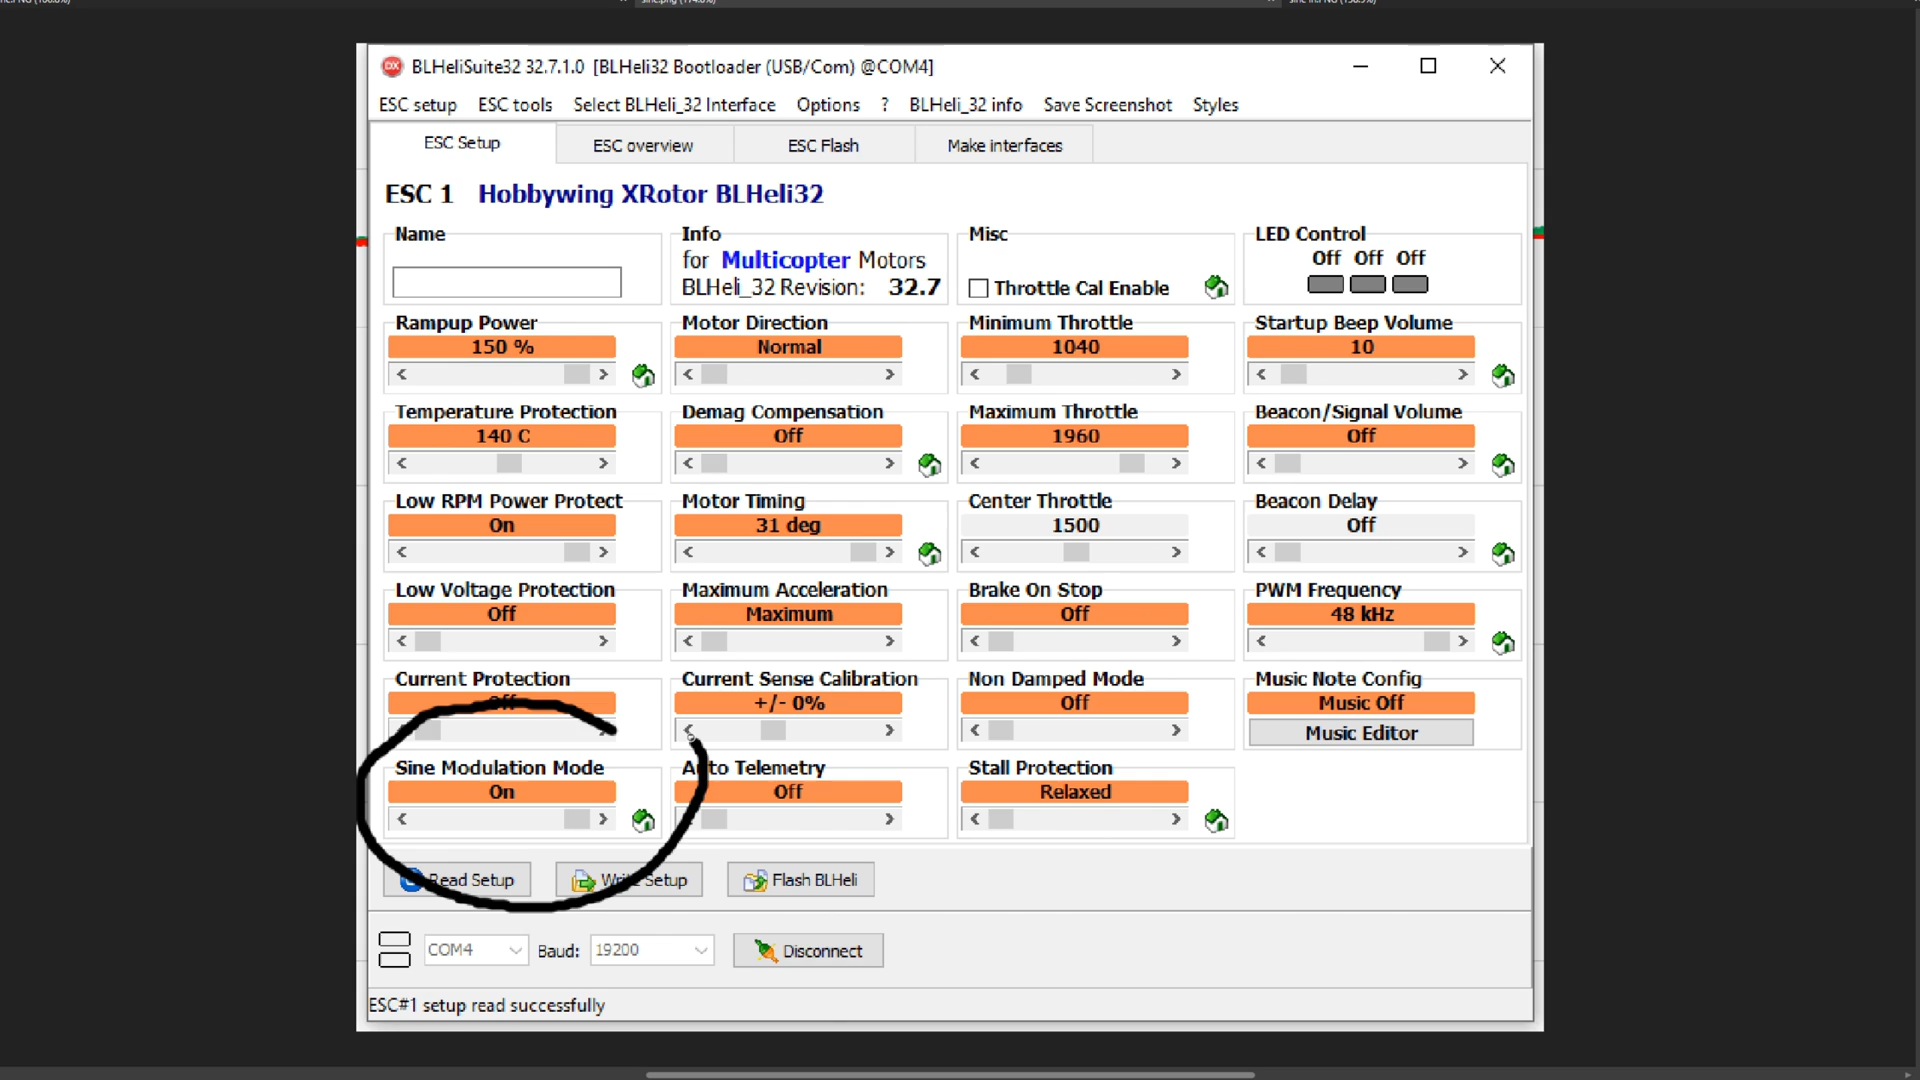 BLHeliSuite32 32.7.1.0 [BLHeli32 Bootloader (USB/Com) @COM4]
ESC setup ESC tools Select BLHeli_32 Interface Options ? BLHeli_32 info Save Screenshot Styles
ESC Setup ESC overview ESC Flash Make interfaces
ESC 1 Hobbywing XRotor BLHeli32
Name Info Misc LED Control
for Multicopter Motors Off Off Off
BLHeli_32 Revision: 32.7 Throttle Cal Enable
Rampup Power Motor Direction Minimum Throttle Startup Beep Volume
150 % Normal 1040 10
Temperature Protection Demag Compensation Maximum Throttle Beacon/Signal Volume
140 C Off 1960 Off
Low RPM Power Protect Motor Timing Center Throttle Beacon Delay
On 31 deg 1500 Off
Low Voltage Protection Maximum Acceleration Brake On Stop PWM Frequency
Off Maximum Off 48 kHz
Current Protection Current Sense Calibration Non Damped Mode Music Note Config
Off +/- 0% Off Music Off
Music Editor
Sine Modulation Mode Auto Telemetry Stall Protection
On Off Relaxed
Read Setup Write Setup Flash BLHeli
COM4 Baud: 19200 Disconnect
ESC#1 setup read successfully